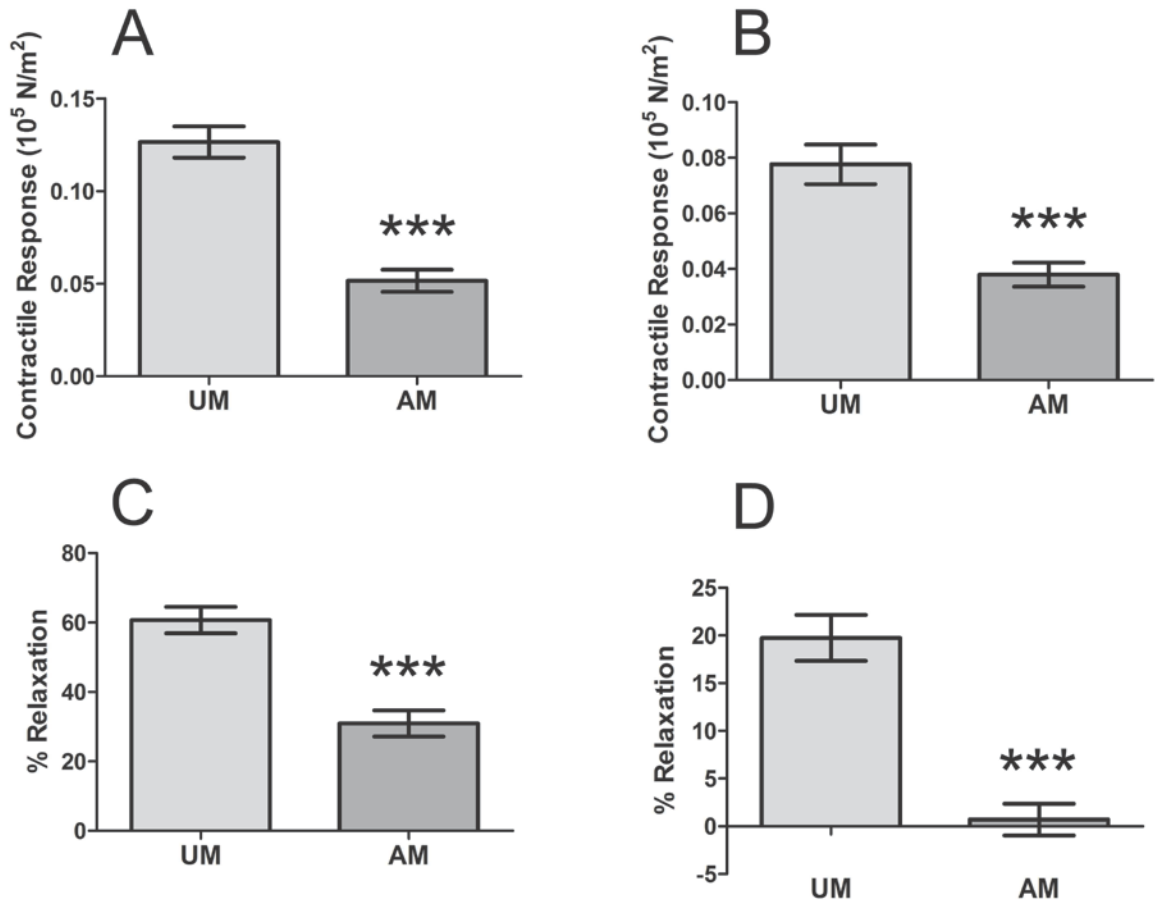 A
Contractile Response (10⁵ N/m²)
0.15
0.10
0.05
0.00
***
UM
AM
B
Contractile Response (10⁵ N/m²)
0.10
0.08
0.06
0.04
0.02
0.00
***
UM
AM
C
% Relaxation
80
60
40
20
0
***
UM
AM
D
% Relaxation
25
20
15
10
5
0
-5
***
UM
AM